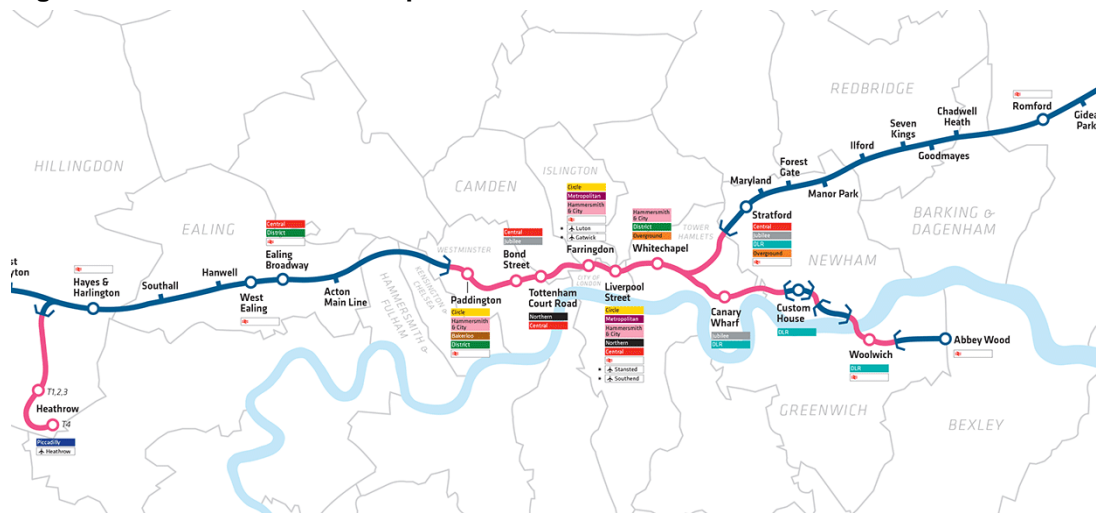 REDBRIDGE
Romford
Gidea
Park
Chadwell
Heath
Seven
Kings
Goodmayes
Ilford
Forest
Gate
Manor Park
Maryland
HILLINGDON
CAMDEN
ISLINGTON
Circle
Metropolitan
Hammersmith
& City
Luton
Gatwick
Farringdon
Hammersmith
& City
District
Overground
Whitechapel
TOWER
HAMLETS
Stratford
Central
Jubilee
DLR
Overground
BARKING &
DAGENHAM
NEWHAM
EALING
Central
District
Ealing
Broadway
WESTMINSTER
Central
Jubilee
Bond
Street
Hayes &
Harlington
Southall
Hanwell
West
Ealing
Acton
Main Line
HAMMERSMITH &
FULHAM
KENSINGTON &
CHELSEA
Paddington
Circle
Hammersmith
& City
Bakerloo
District
Tottenham
Court Road
Northern
Central
CITY OF
LONDON
Liverpool
Street
Circle
Metropolitan
Hammersmith
& City
Northern
Central
Stansted
Southend
Canary
Wharf
Jubilee
DLR
Custom
House
DLR
Woolwich
DLR
Abbey Wood
T1,2,3
Heathrow
T4
Piccadilly
Heathrow
GREENWICH
BEXLEY